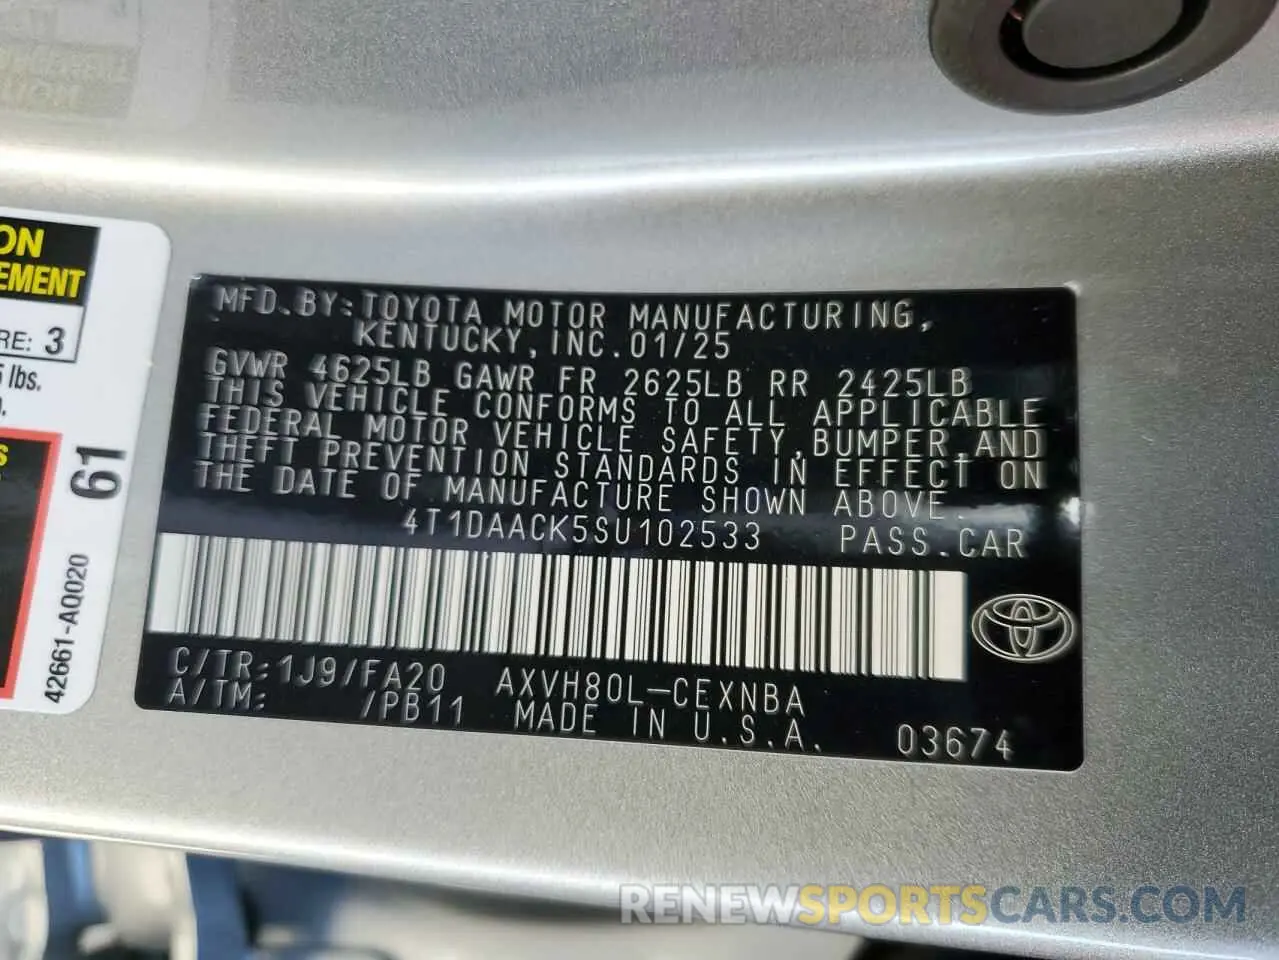 ON
EMENT
RE: 3
lbs.
S
61
42661-AQ020
MFD. BY: TOYOTA MOTOR MANUFACTURING,
KENTUCKY, INC. 01/25
GVWR 4625LB GAWR FR 2625LB RR 2425LB
THIS VEHICLE CONFORMS TO ALL APPLICABLE
FEDERAL MOTOR VEHICLE SAFETY, BUMPER, AND
THEFT PREVENTION STANDARDS IN EFFECT ON
THE DATE OF MANUFACTURE SHOWN ABOVE.
4T1DAACK5SU102533 PASS. CAR
C/TR: 1J9/FA20 AXVH80L-CEXNBA
A/TM: /PB11 MADE IN U.S.A. 03674
RENEWSPORTSCARS.COM